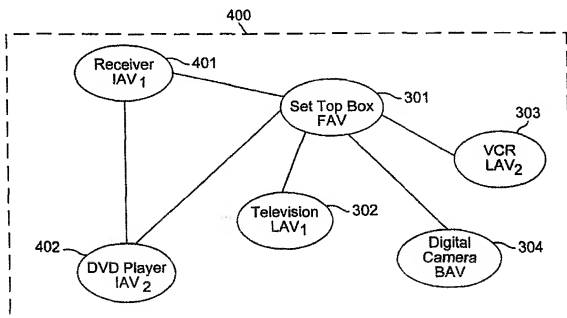 400
Receiver
IAV1
401
Set Top Box
FAV
301
303
VCR
LAV2
Television
LAV1
302
402
DVD Player
IAV2
Digital
Camera
BAV
304